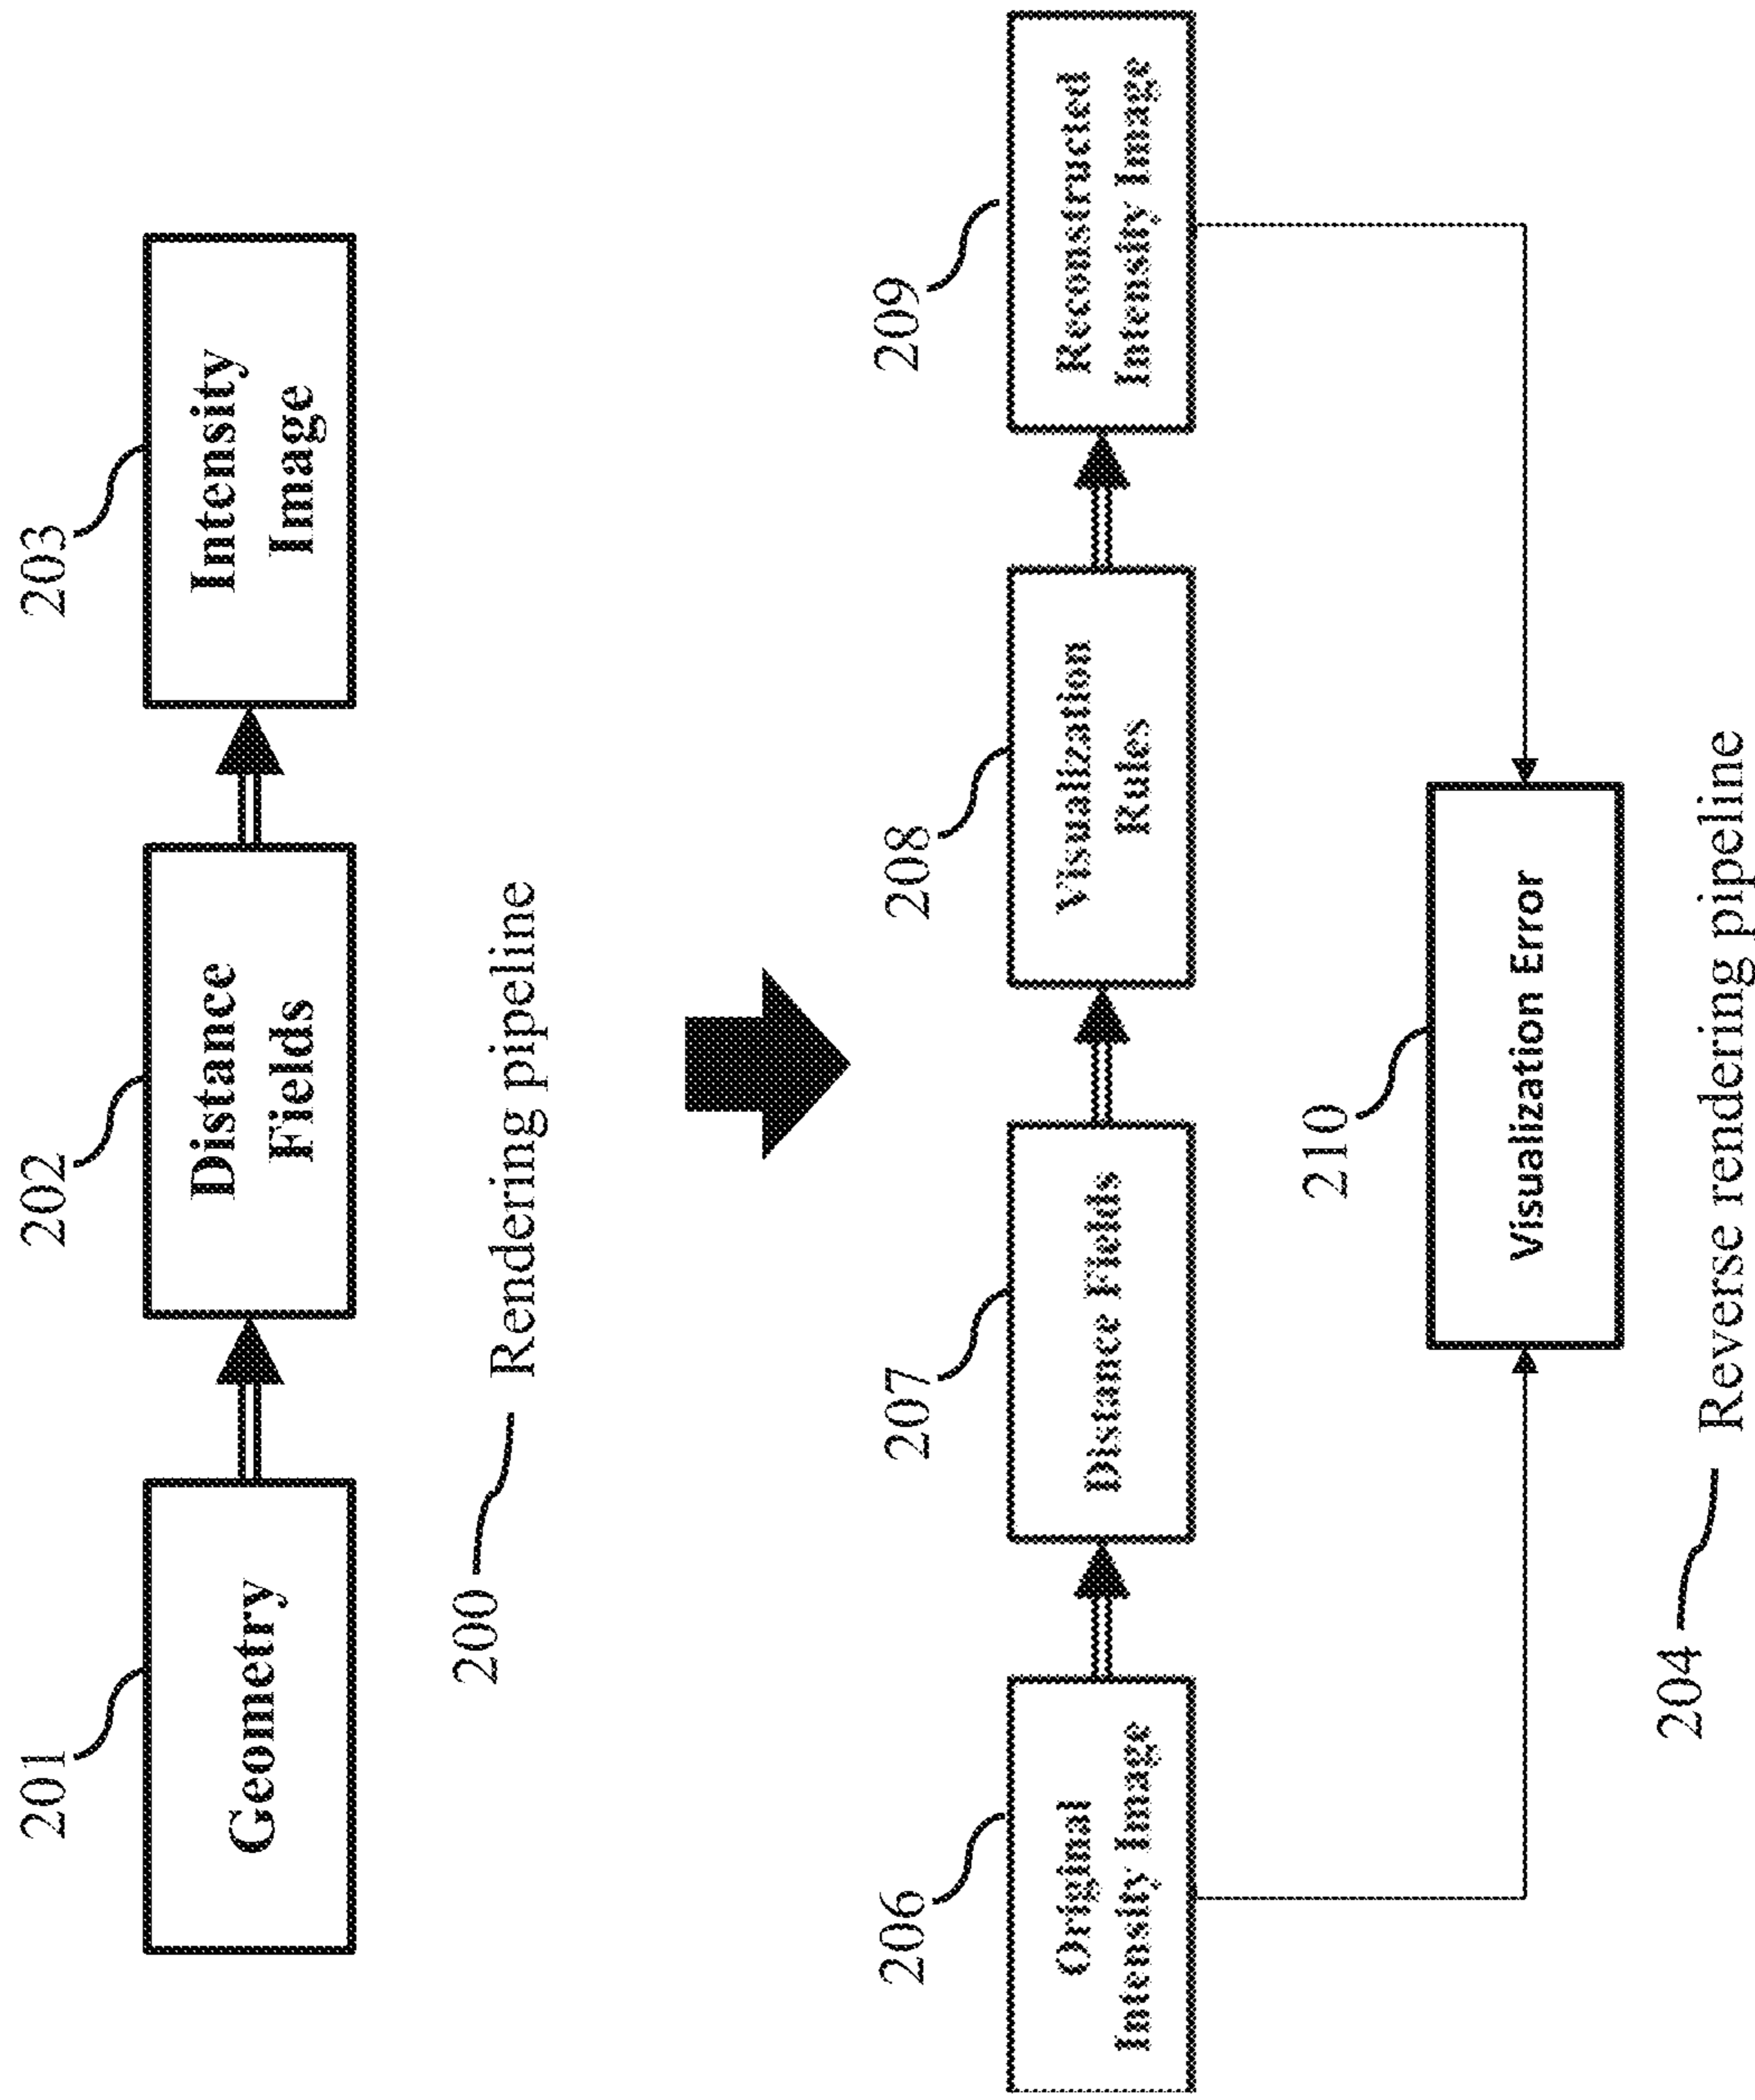 201
202
203
Geometry
Distance
Fields
Intensity
Image
200
Rendering pipeline
206
207
208
209
Original
Intensity Image
Distance Fields
Visualization
Rules
Reconstructed
Intensity Image
210
Visualization Error
204
Reverse rendering pipeline